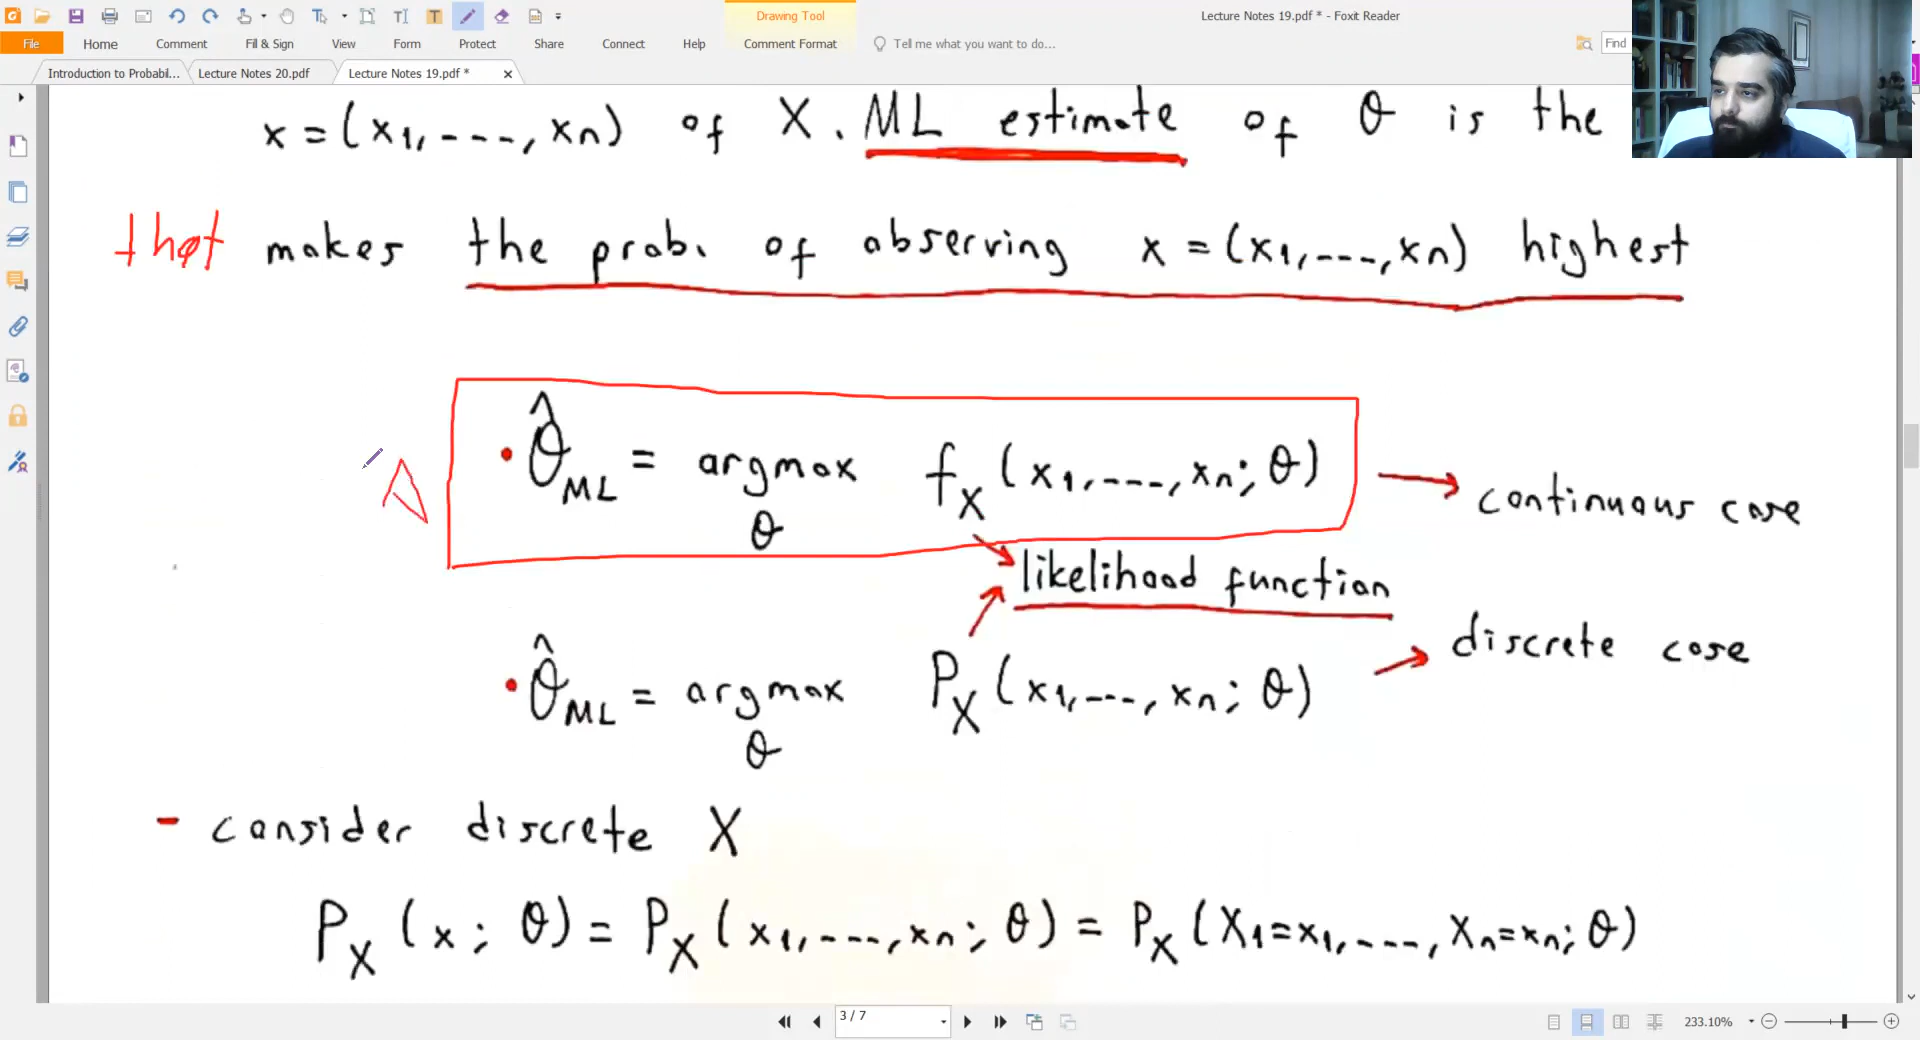 Lecture Notes 19.pdf * - Foxit Reader
Drawing Tool
File Home Comment Fill & Sign View Form Protect Share Connect Help Comment Format Tell me what you want to do... Find
Introduction to Probabil... Lecture Notes 20.pdf Lecture Notes 19.pdf *
x = (x1, ----, xn) of X. ML estimate of θ is the
that makes the prob. of observing x = (x1, ----, xn) highest
• θ̂ML = argmax fX (x1, ----, xn; θ) → continuous case
θ
likelihood function
• θ̂ML = argmax PX (x1, ----, xn; θ) → discrete case
θ
- consider discrete X
PX (x; θ) = PX (x1, ----, xn; θ) = PX (X1=x1, ----, Xn=xn; θ)
3 / 7
233.10%